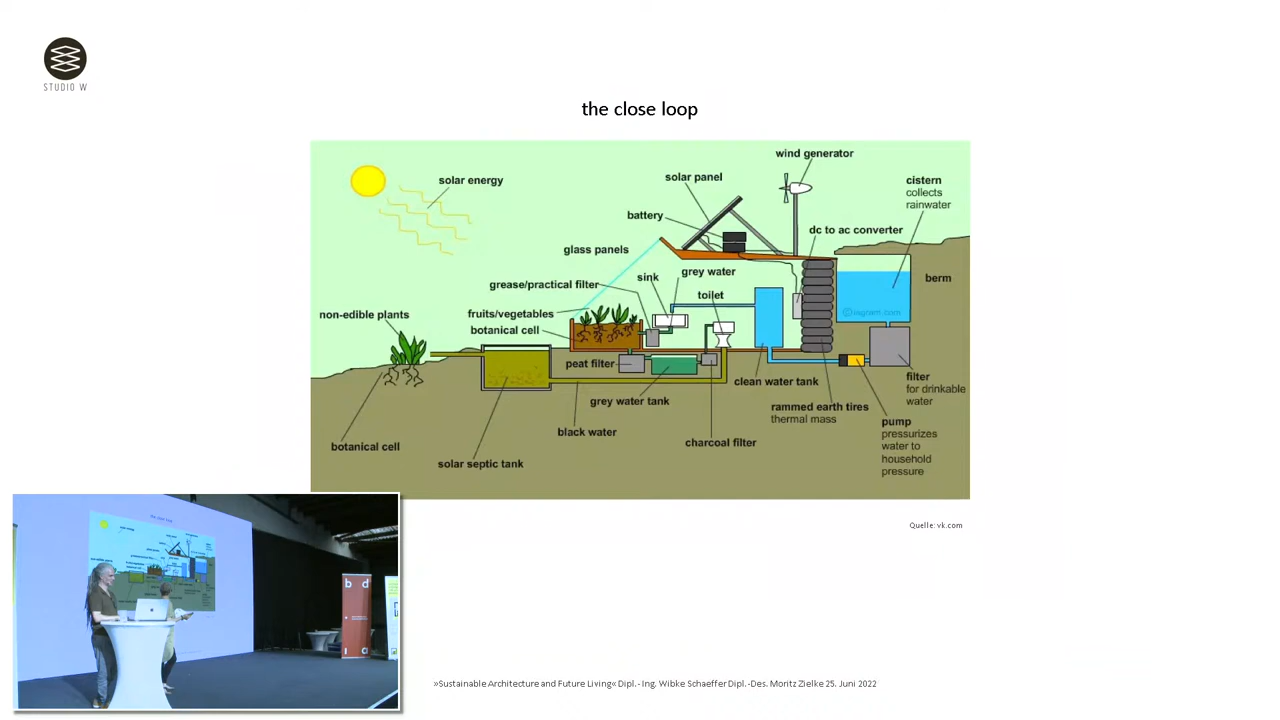 STUDIO W
the close loop
wind generator
solar panel
solar energy
cistern
collects
rainwater
battery
dc to ac converter
glass panels
sink
grey water
berm
grease/practical filter
toilet
fruits/vegetables
non-edible plants
botanical cell
peat filter
clean water tank
filter
for drinkable
water
grey water tank
rammed earth tires
thermal mass
black water
pump
pressurizes
water to
household
pressure
charcoal filter
botanical cell
solar septic tank
Quelle: vk.com
b d
»Sustainable Architecture and Future Living« Dipl.- Ing. Wibke Schaeffer Dipl. -Des. Moritz Zielke 25. Juni 2022